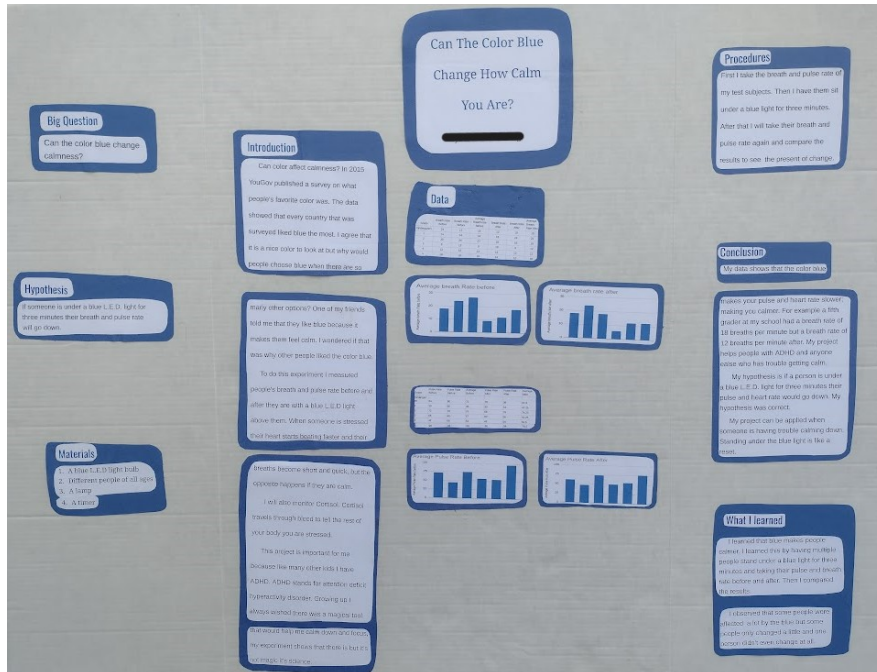 Can The Color Blue
Change How Calm
You Are?
Big Question
Can the color blue change
calmness?
Hypothesis
If someone is under a blue L.E.D. light for
three minutes their breath and pulse rate
will go down.
Materials
1. A blue L.E.D light bulb
2. Different people of all ages
3. A lamp
4. A timer
Introduction
Can color affect calmness? In 2015
YouGov published a survey on what
people's favorite color was. The data
showed that every country that was
surveyed liked blue the most. I agree that
it is a nice color to look at but why would
people choose blue when there are so
many other options? One of my friends
told me that they like blue because it
makes them feel calm. I wondered if that
was why other people liked the color blue.
To do this experiment I measured
people's breath and pulse rate before and
after they are with a blue L.E.D light
above them. When someone is stressed
their heart starts beating faster and their
breaths become short and quick, but the
opposite happens if they are calm.
I will also monitor Cortisol. Cortisol
travels through blood to tell the rest of
your body you are stressed.
This project is important for me
because like many other kids I have
ADHD. ADHD stands for attention deficit
hyperactivity disorder. Growing up I
always wished there was a magical tool
that would help me calm down and focus,
my experiment shows that there is but it's
not magic it's science.
Data
Average breath Rate before
Average breath rate after
Average Pulse Rate Before
Average Pulse Rate After
Procedures
First I take the breath and pulse rate of
my test subjects. Then I have them sit
under a blue light for three minutes.
After that I will take their breath and
pulse rate again and compare the
results to see the present of change.
Conclusion
My data shows that the color blue
makes your pulse and heart rate slower,
making you calmer. For example a fifth
grader at my school had a breath rate of
18 breaths per minute but a breath rate of
12 breaths per minute after. My project
helps people with ADHD and anyone
else who has trouble getting calm.
My hypothesis is if a person is under
a blue L.E.D. light for three minutes their
pulse and heart rate would go down. My
hypothesis was correct.
My project can be applied when
someone is having trouble calming down.
Standing under the blue light is like a
reset.
What I learned
I learned that blue makes people
calmer. I learned this by having multiple
people stand under a blue light for three
minutes and taking their pulse and breath
rate before and after. Then I compared
the results.
I observed that some people were
affected a lot by the blue but some
people only changed a little and one
person didn't even change at all.